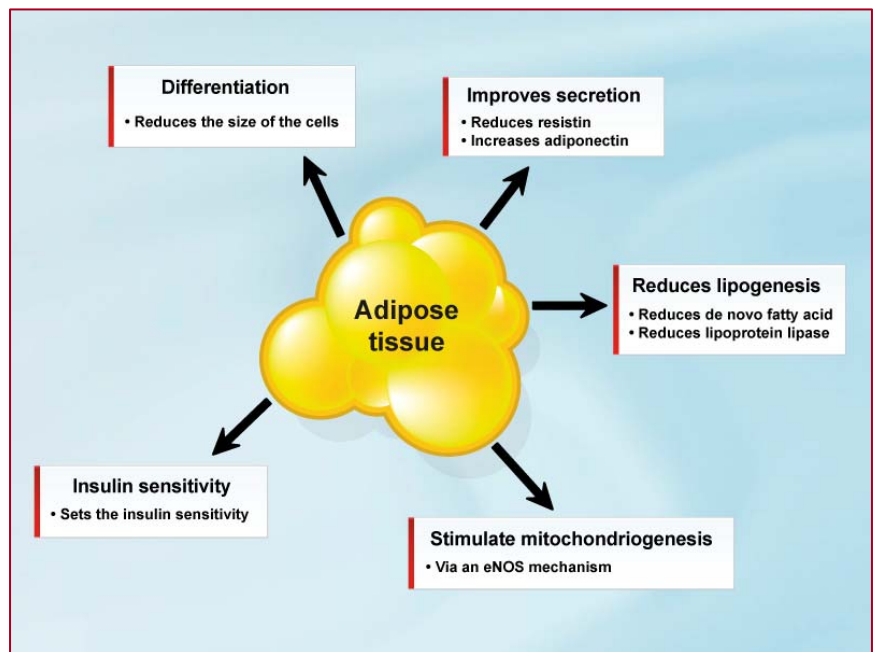 Differentiation
• Reduces the size of the cells
Improves secretion
• Reduces resistin
• Increases adiponectin
Adipose
tissue
Reduces lipogenesis
• Reduces de novo fatty acid
• Reduces lipoprotein lipase
Insulin sensitivity
• Sets the insulin sensitivity
Stimulate mitochondriogenesis
• Via an eNOS mechanism